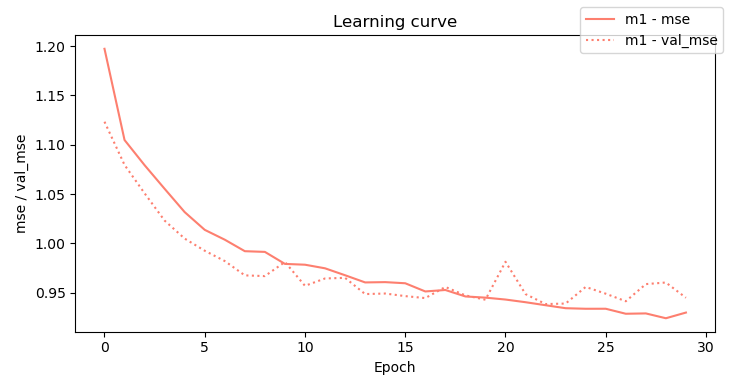 Learning curve
m1 - mse
m1 - val_mse
mse / val_mse
1.20
1.15
1.10
1.05
1.00
0.95
0
5
10
15
20
25
30
Epoch